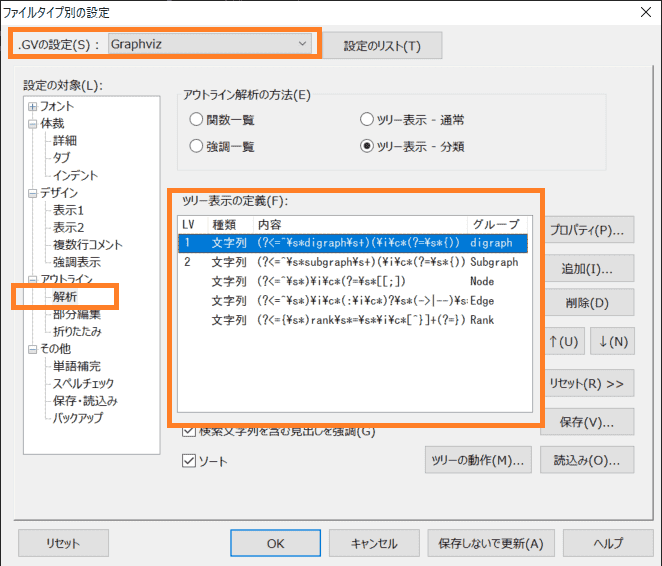 ファイルタイプ別の設定
.GVの設定(S) : Graphviz 設定のリスト(T)
設定の対象(L):
フォント
体裁
詳細
タブ
インデント
デザイン
表示1
表示2
複数行コメント
強調表示
アウトライン
解析
部分編集
折りたたみ
その他
単語補完
スペルチェック
保存・読込み
バックアップ
アウトライン解析の方法(E)
関数一覧 ツリー表示 - 通常
強調一覧 ツリー表示 - 分類
ツリー表示の定義(F):
LV 種類 内容 グループ
1 文字列 (?<=^¥s*digraph¥s+)(¥i¥c*(?=¥s*{)) digraph
2 文字列 (?<=^¥s*subgraph¥s+)(¥i¥c*(?=¥s*{)) Subgraph
文字列 (?<=^¥s*)¥i¥c*(?=¥s*[[;]) Node
文字列 (?<=^¥s*)¥i¥c*(:¥i¥c*)?¥s*(->|--)¥s Edge
文字列 (?<={¥s*)rank¥s*=¥s*¥i¥c*[^}]+(?=}) Rank
プロパティ(P)...
追加(I)...
削除(D)
↑(U) ↓(N)
リセット(R) >>
保存(V)...
検索文字列を含む見出しを強調(G)
ソート ツリーの動作(M)... 読込み(O)...
リセット OK キャンセル 保存しないで更新(A) ヘルプ